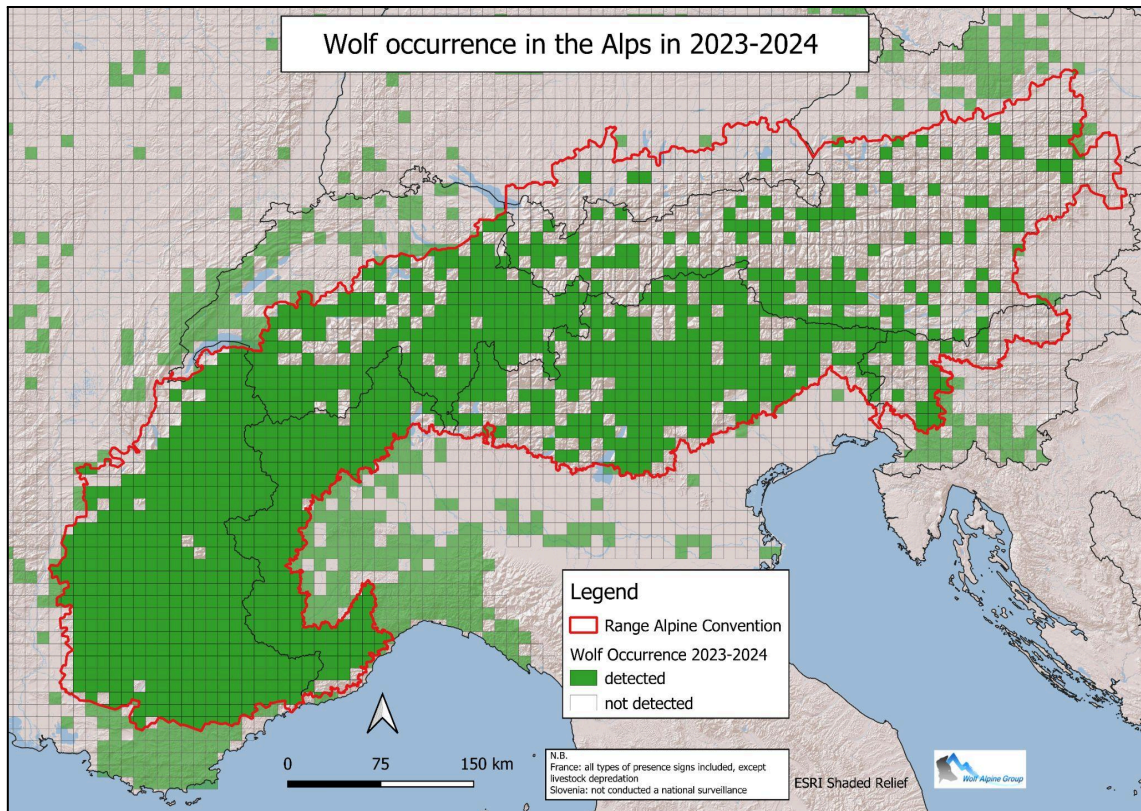 Wolf occurrence in the Alps in 2023-2024
Legend
Range Alpine Convention
Wolf Occurrence 2023-2024
detected
not detected
0 75 150 km
N.B.
France: all types of presence signs included, except
livestock depredation
Slovenia: not conducted a national surveillance
ESRI Shaded Relief
Wolf Alpine Group